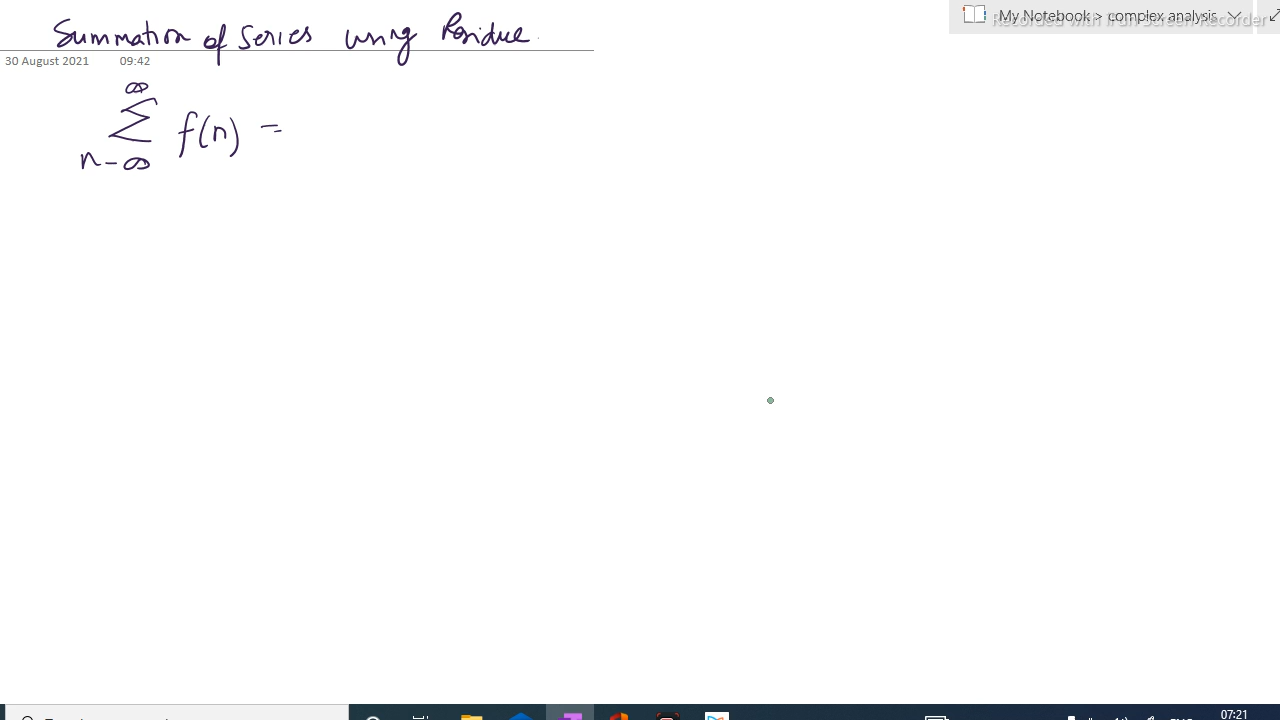 My Notebook > complex analysis
Summation of Series using Residue
30 August 2021 09:42
∞
Σ f(n) =
n-∞
07:21